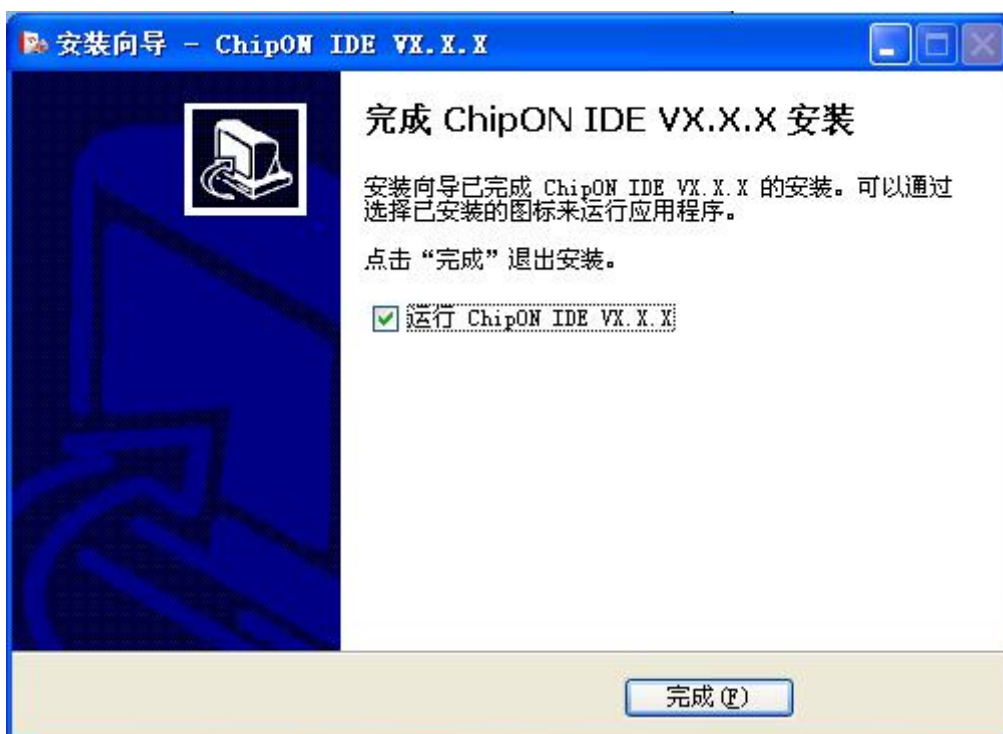 安装向导 - ChipON IDE VX.X.X
完成 ChipON IDE VX.X.X 安装
安装向导已完成 ChipON IDE VX.X.X 的安装。可以通过
选择已安装的图标来运行应用程序。
点击“完成”退出安装。
运行 ChipON IDE VX.X.X
完成(F)